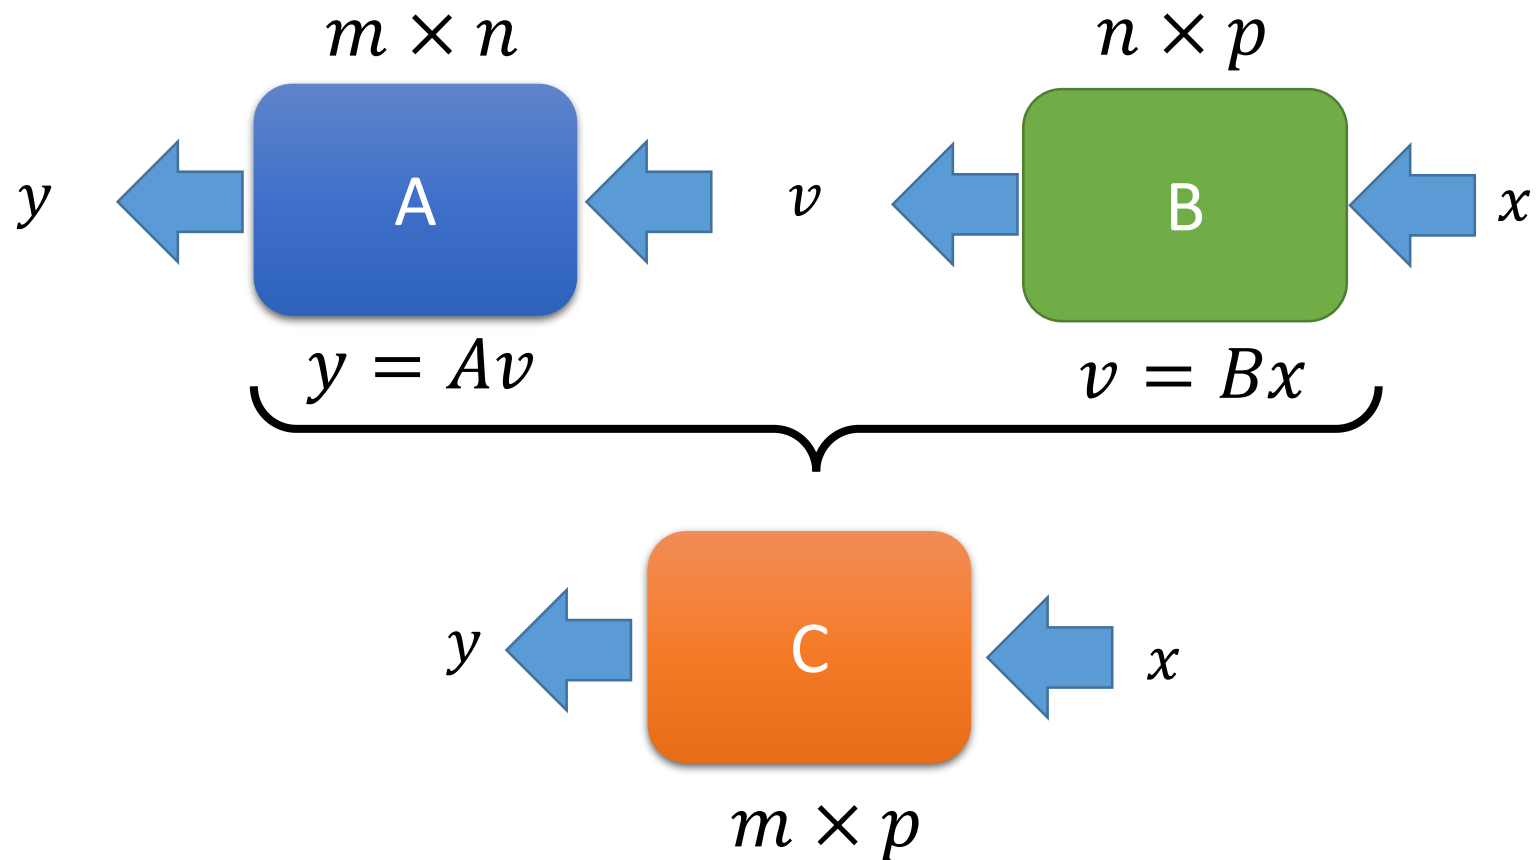 m × n
n × p
y
A
v
B
x
y = Av
v = Bx
y
C
x
m × p